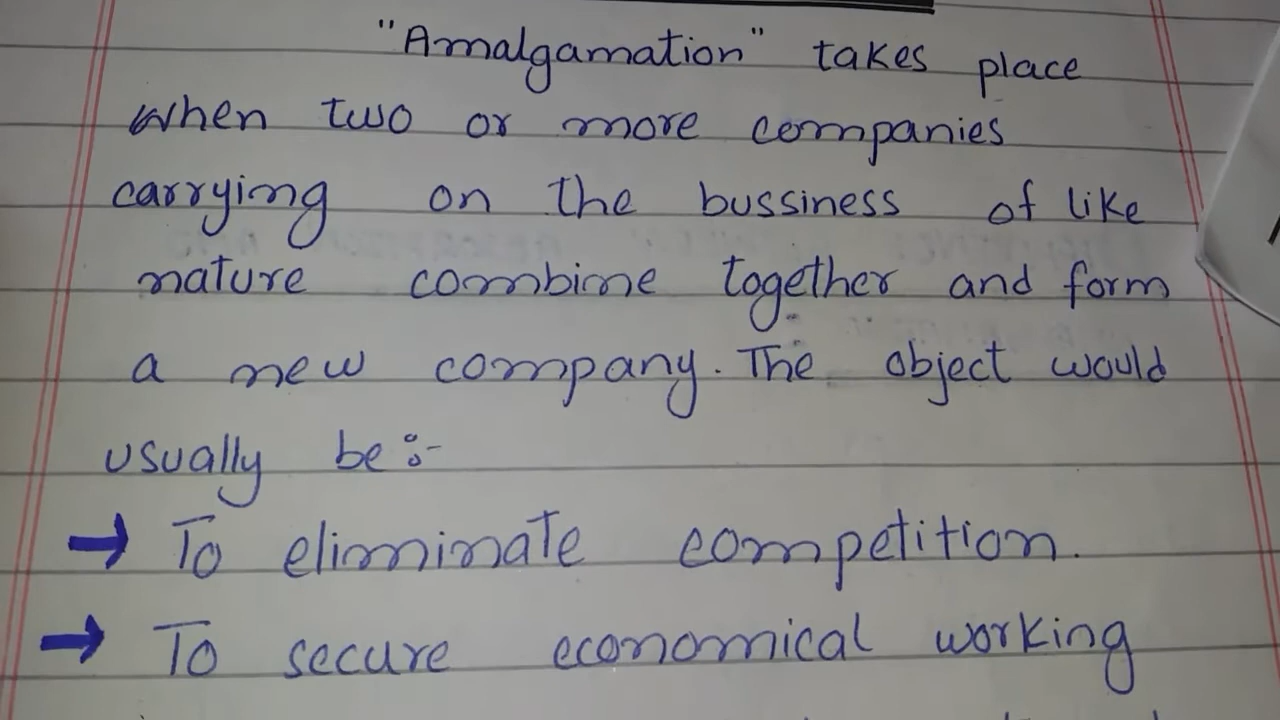 "Amalgamation" takes place
when two or more companies
carrying on the bussiness of like
nature combine together and form
a new company. The object would
usually be :-
→ To eliminate competition.
→ To secure economical working